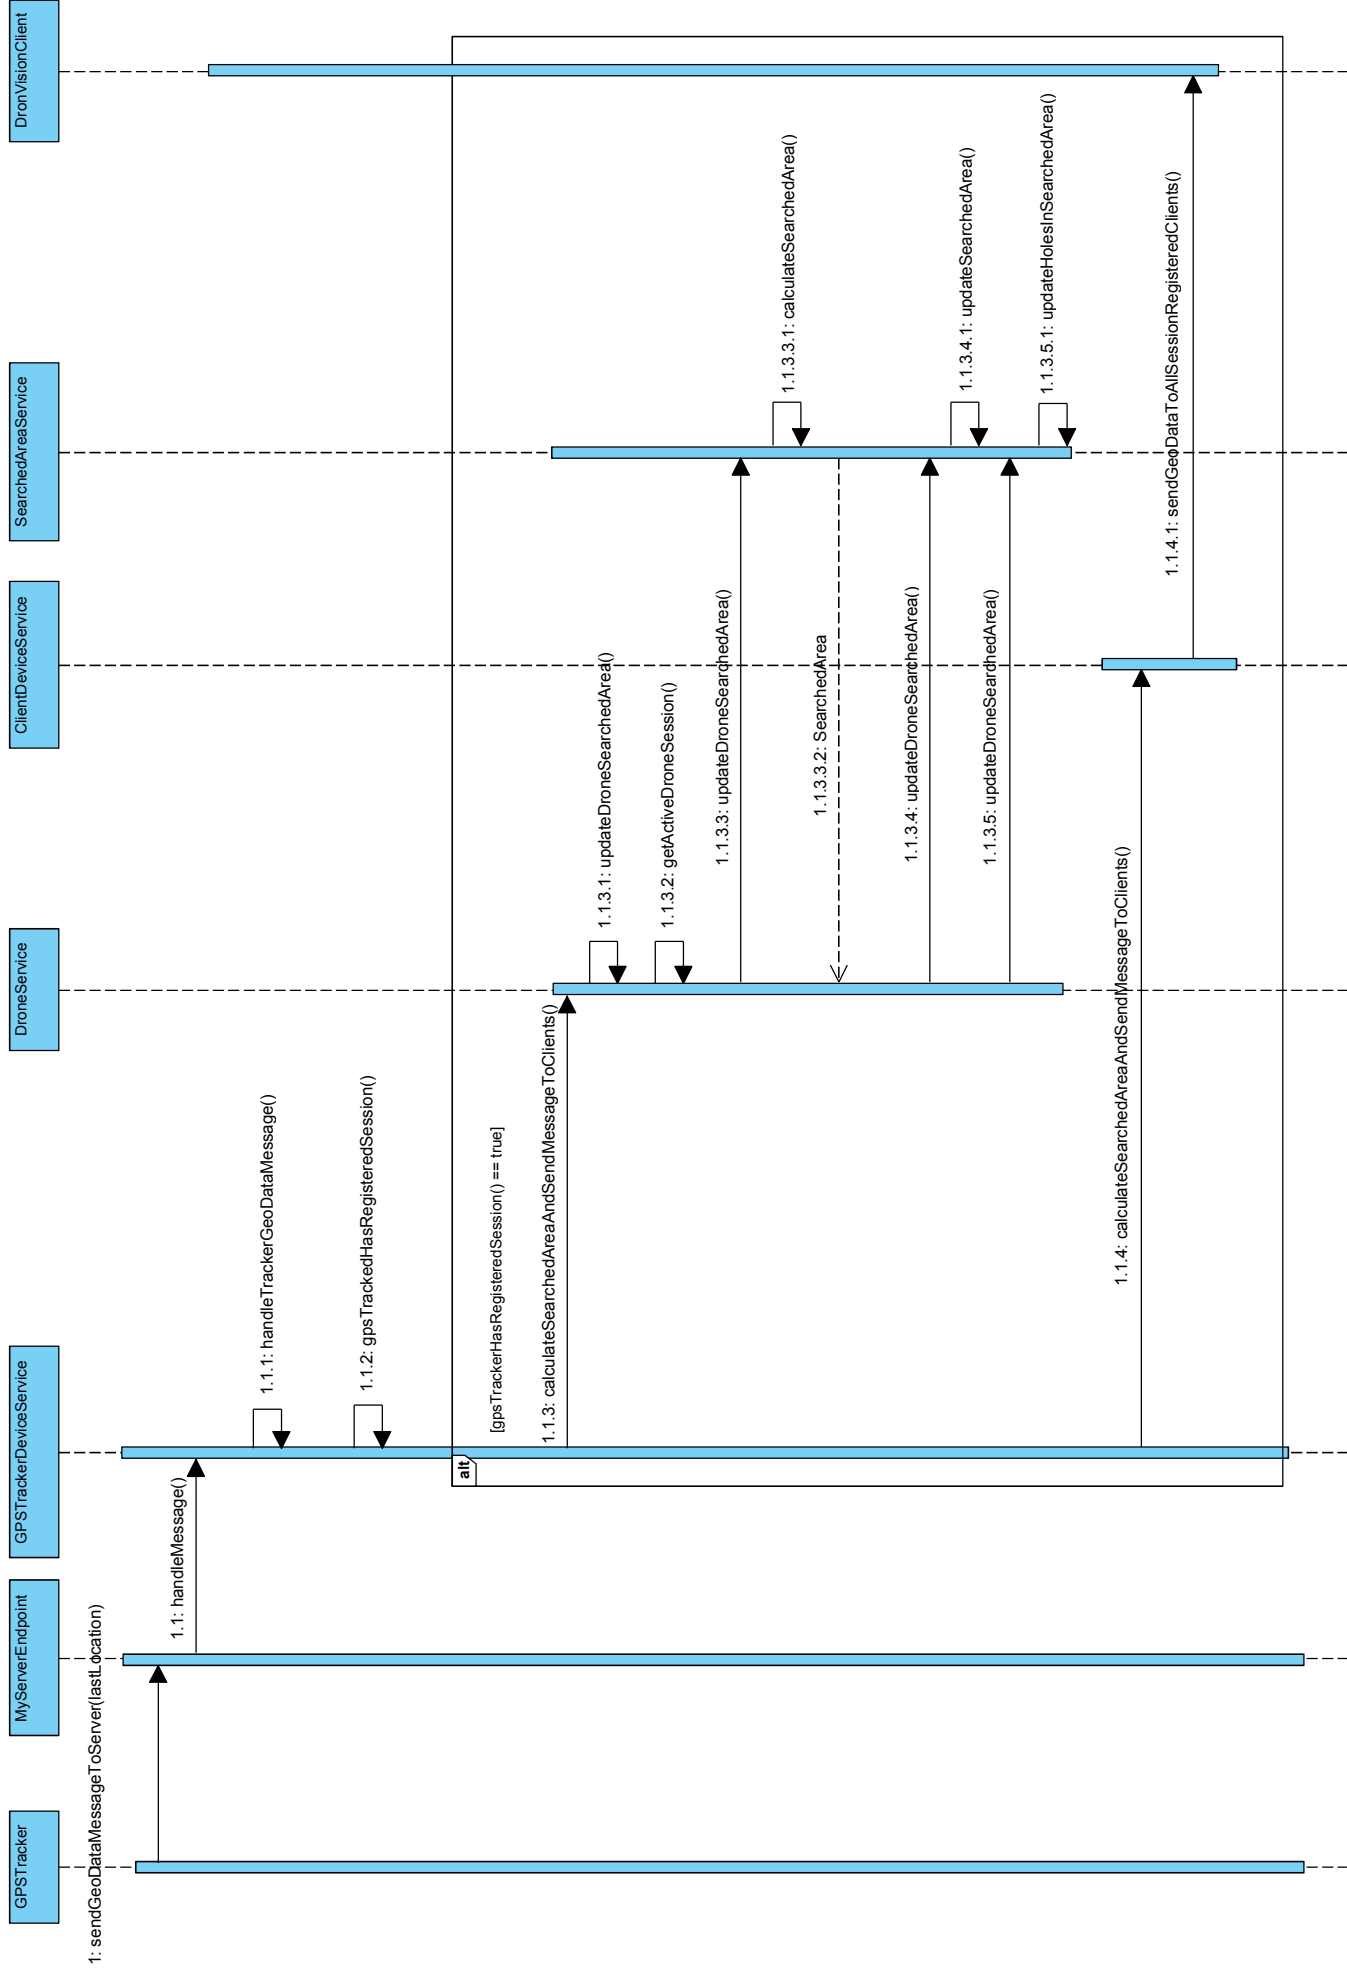 GPSTracker
MyServerEndpoint
GPSTrackerDeviceService
DroneService
ClientDeviceService
SearchedAreaService
DronVisionClient
1: sendGeoDataMessageToServer(lastLocation)
1.1: handleMessage()
1.1.1: handleTrackerGeoDataMessage()
1.1.2: gpsTrackedHasRegisteredSession()
alt
[gpsTrackerHasRegisteredSession() == true]
1.1.3: calculateSearchedAreaAndSendMessageToClients()
1.1.3.1: updateDroneSearchedArea()
1.1.3.2: getActiveDroneSession()
1.1.3.3: updateDroneSearchedArea()
1.1.3.3.1: calculateSearchedArea()
1.1.3.3.2: SearchedArea
1.1.3.4: updateDroneSearchedArea()
1.1.3.4.1: updateSearchedArea()
1.1.3.5: updateDroneSearchedArea()
1.1.3.5.1: updateHolesInSearchedArea()
1.1.4: calculateSearchedAreaAndSendMessageToClients()
1.1.4.1: sendGeoDataToAllSessionRegisteredClients()